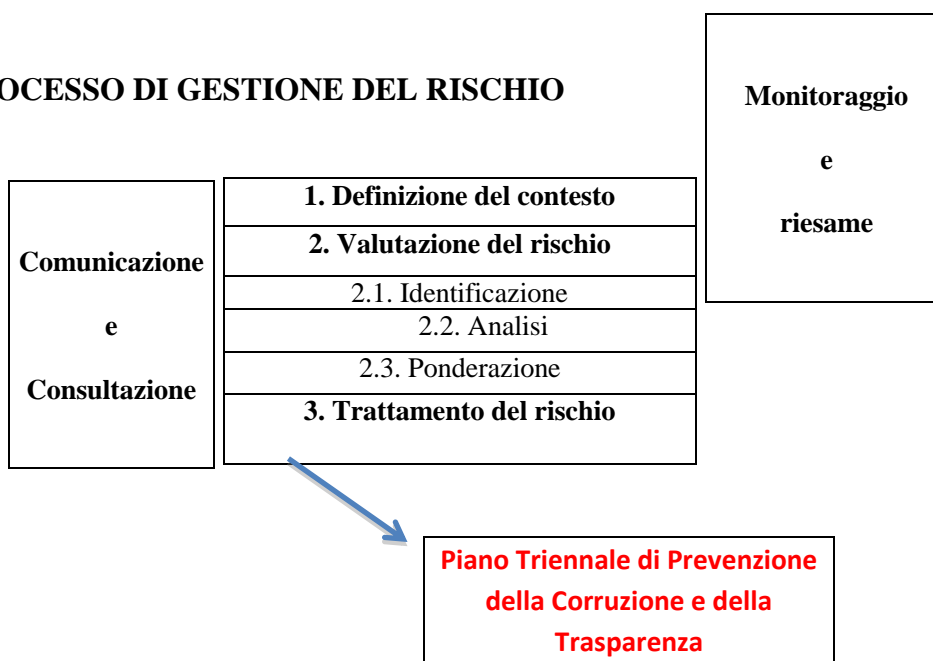 OCESSO DI GESTIONE DEL RISCHIO
Monitoraggio
e
riesame
Comunicazione
e
Consultazione
1. Definizione del contesto
2. Valutazione del rischio
2.1. Identificazione
2.2. Analisi
2.3. Ponderazione
3. Trattamento del rischio
Piano Triennale di Prevenzione
della Corruzione e della
Trasparenza